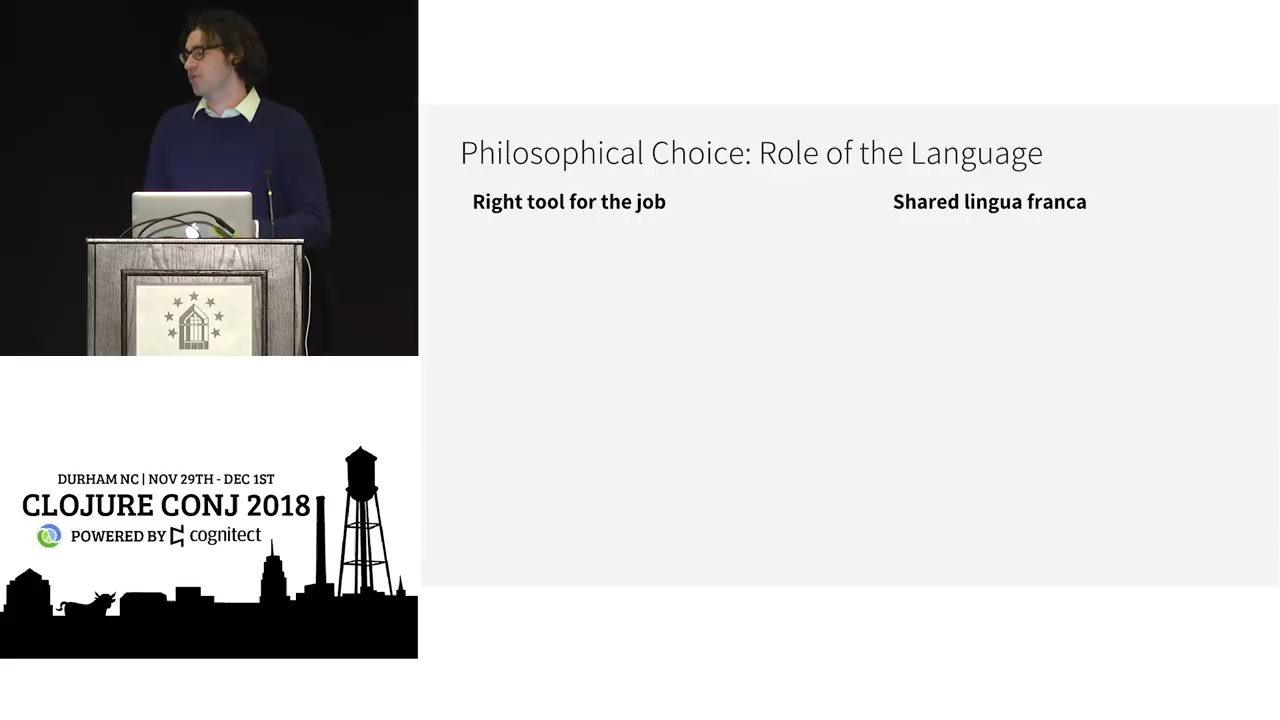 Philosophical Choice: Role of the Language
Right tool for the job
Shared lingua franca
DURHAM NC | NOV 29TH - DEC 1ST
CLOJURE CONJ 2018
POWERED BY cognitect